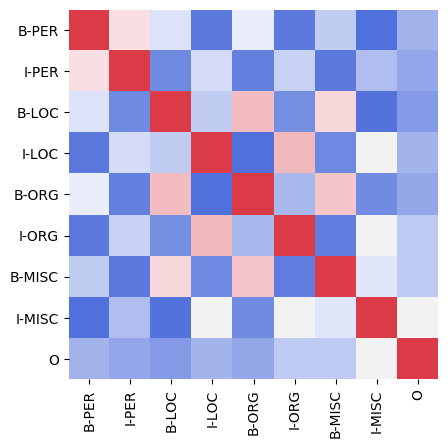 B-PER
I-PER
B-LOC
I-LOC
B-ORG
I-ORG
B-MISC
I-MISC
O
B-PER
I-PER
B-LOC
I-LOC
B-ORG
I-ORG
B-MISC
I-MISC
O